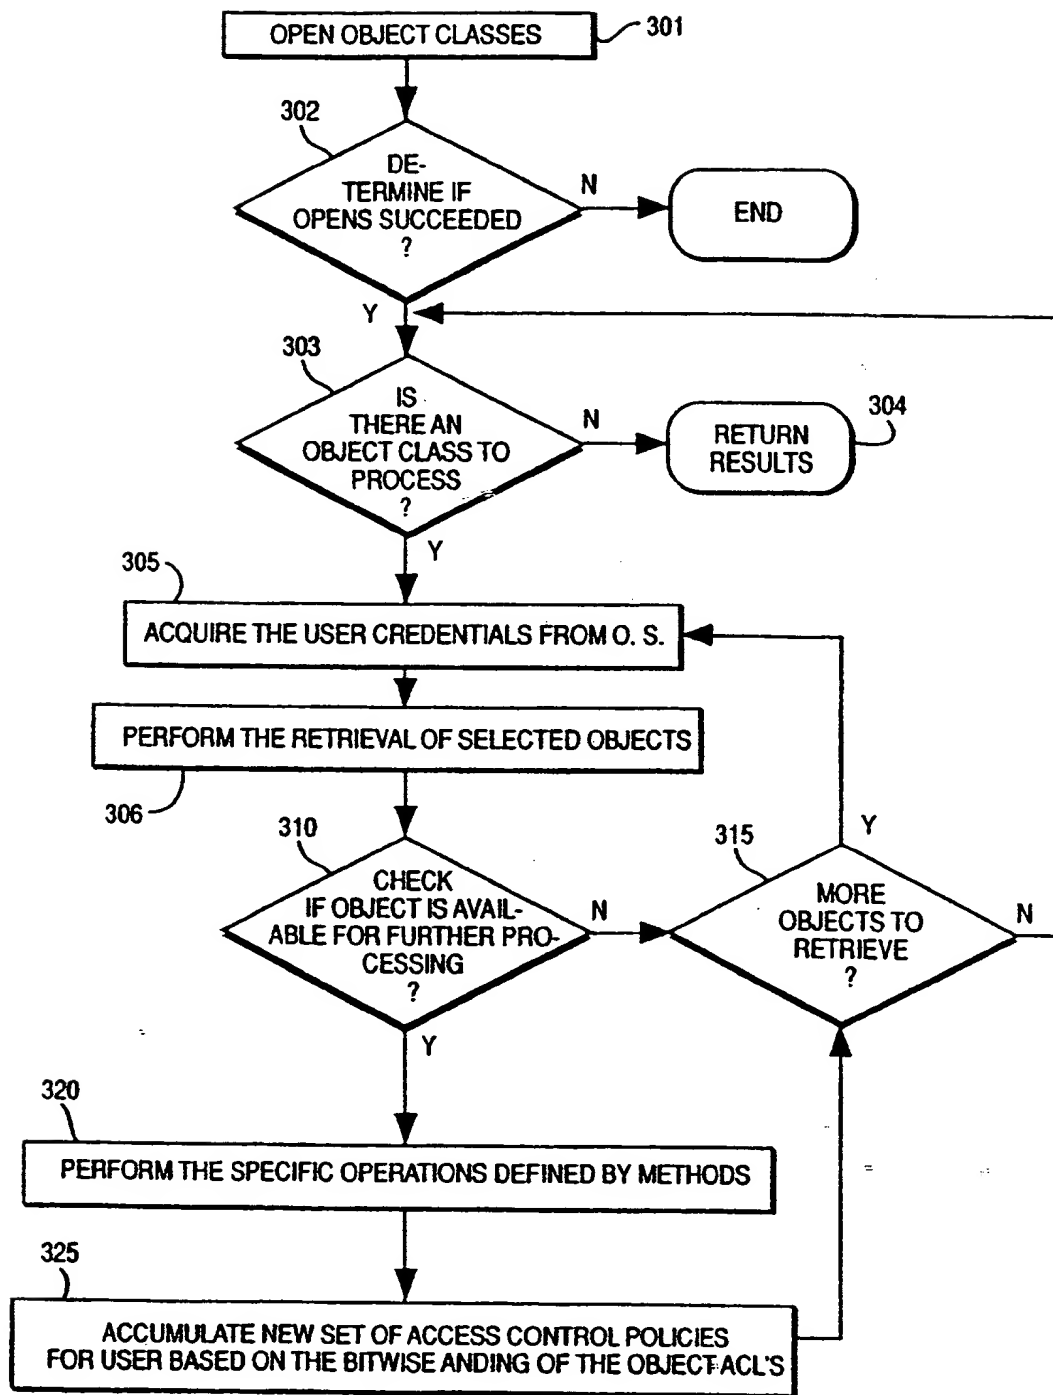 OPEN OBJECT CLASSES
301
302
DE-
TERMINE IF
OPENS SUCCEEDED
?
N
END
Y
303
IS
THERE AN
OBJECT CLASS TO
PROCESS
?
N
RETURN
RESULTS
304
Y
305
ACQUIRE THE USER CREDENTIALS FROM O. S.
PERFORM THE RETRIEVAL OF SELECTED OBJECTS
306
310
CHECK
IF OBJECT IS AVAIL-
ABLE FOR FURTHER PRO-
CESSING
?
N
315
MORE
OBJECTS TO
RETRIEVE
?
Y
N
Y
320
PERFORM THE SPECIFIC OPERATIONS DEFINED BY METHODS
325
ACCUMULATE NEW SET OF ACCESS CONTROL POLICIES
FOR USER BASED ON THE BITWISE ANDING OF THE OBJECT ACL'S